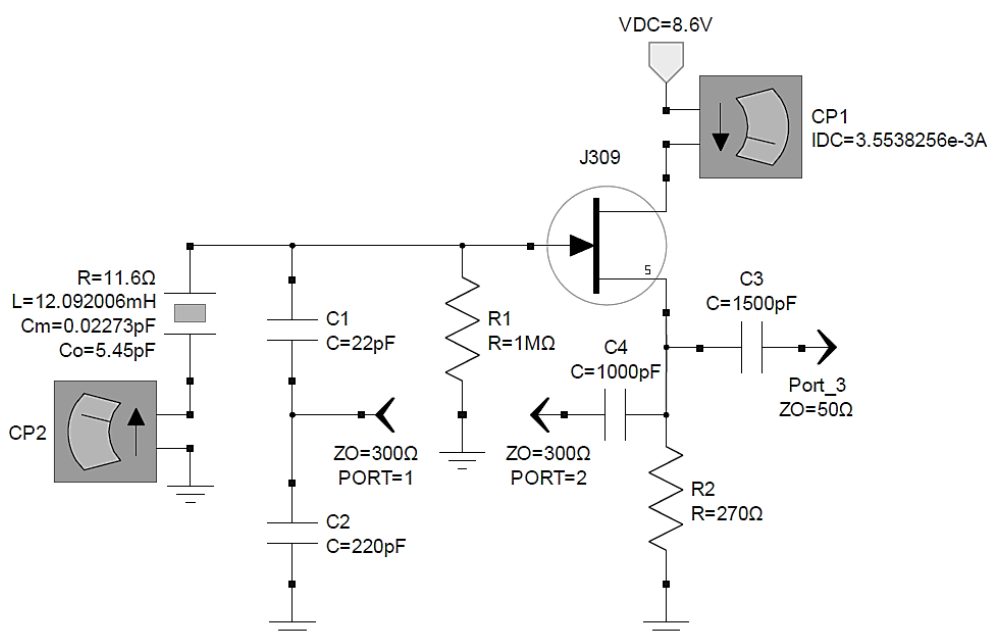 VDC=8.6V
CP1
IDC=3.5538256e-3A
J309
S
R=11.6Ω
L=12.092006mH
Cm=0.02273pF
Co=5.45pF
C1
C=22pF
R1
R=1MΩ
C3
C=1500pF
C4
C=1000pF
Port_3
ZO=50Ω
CP2
ZO=300Ω
PORT=1
ZO=300Ω
PORT=2
R2
R=270Ω
C2
C=220pF